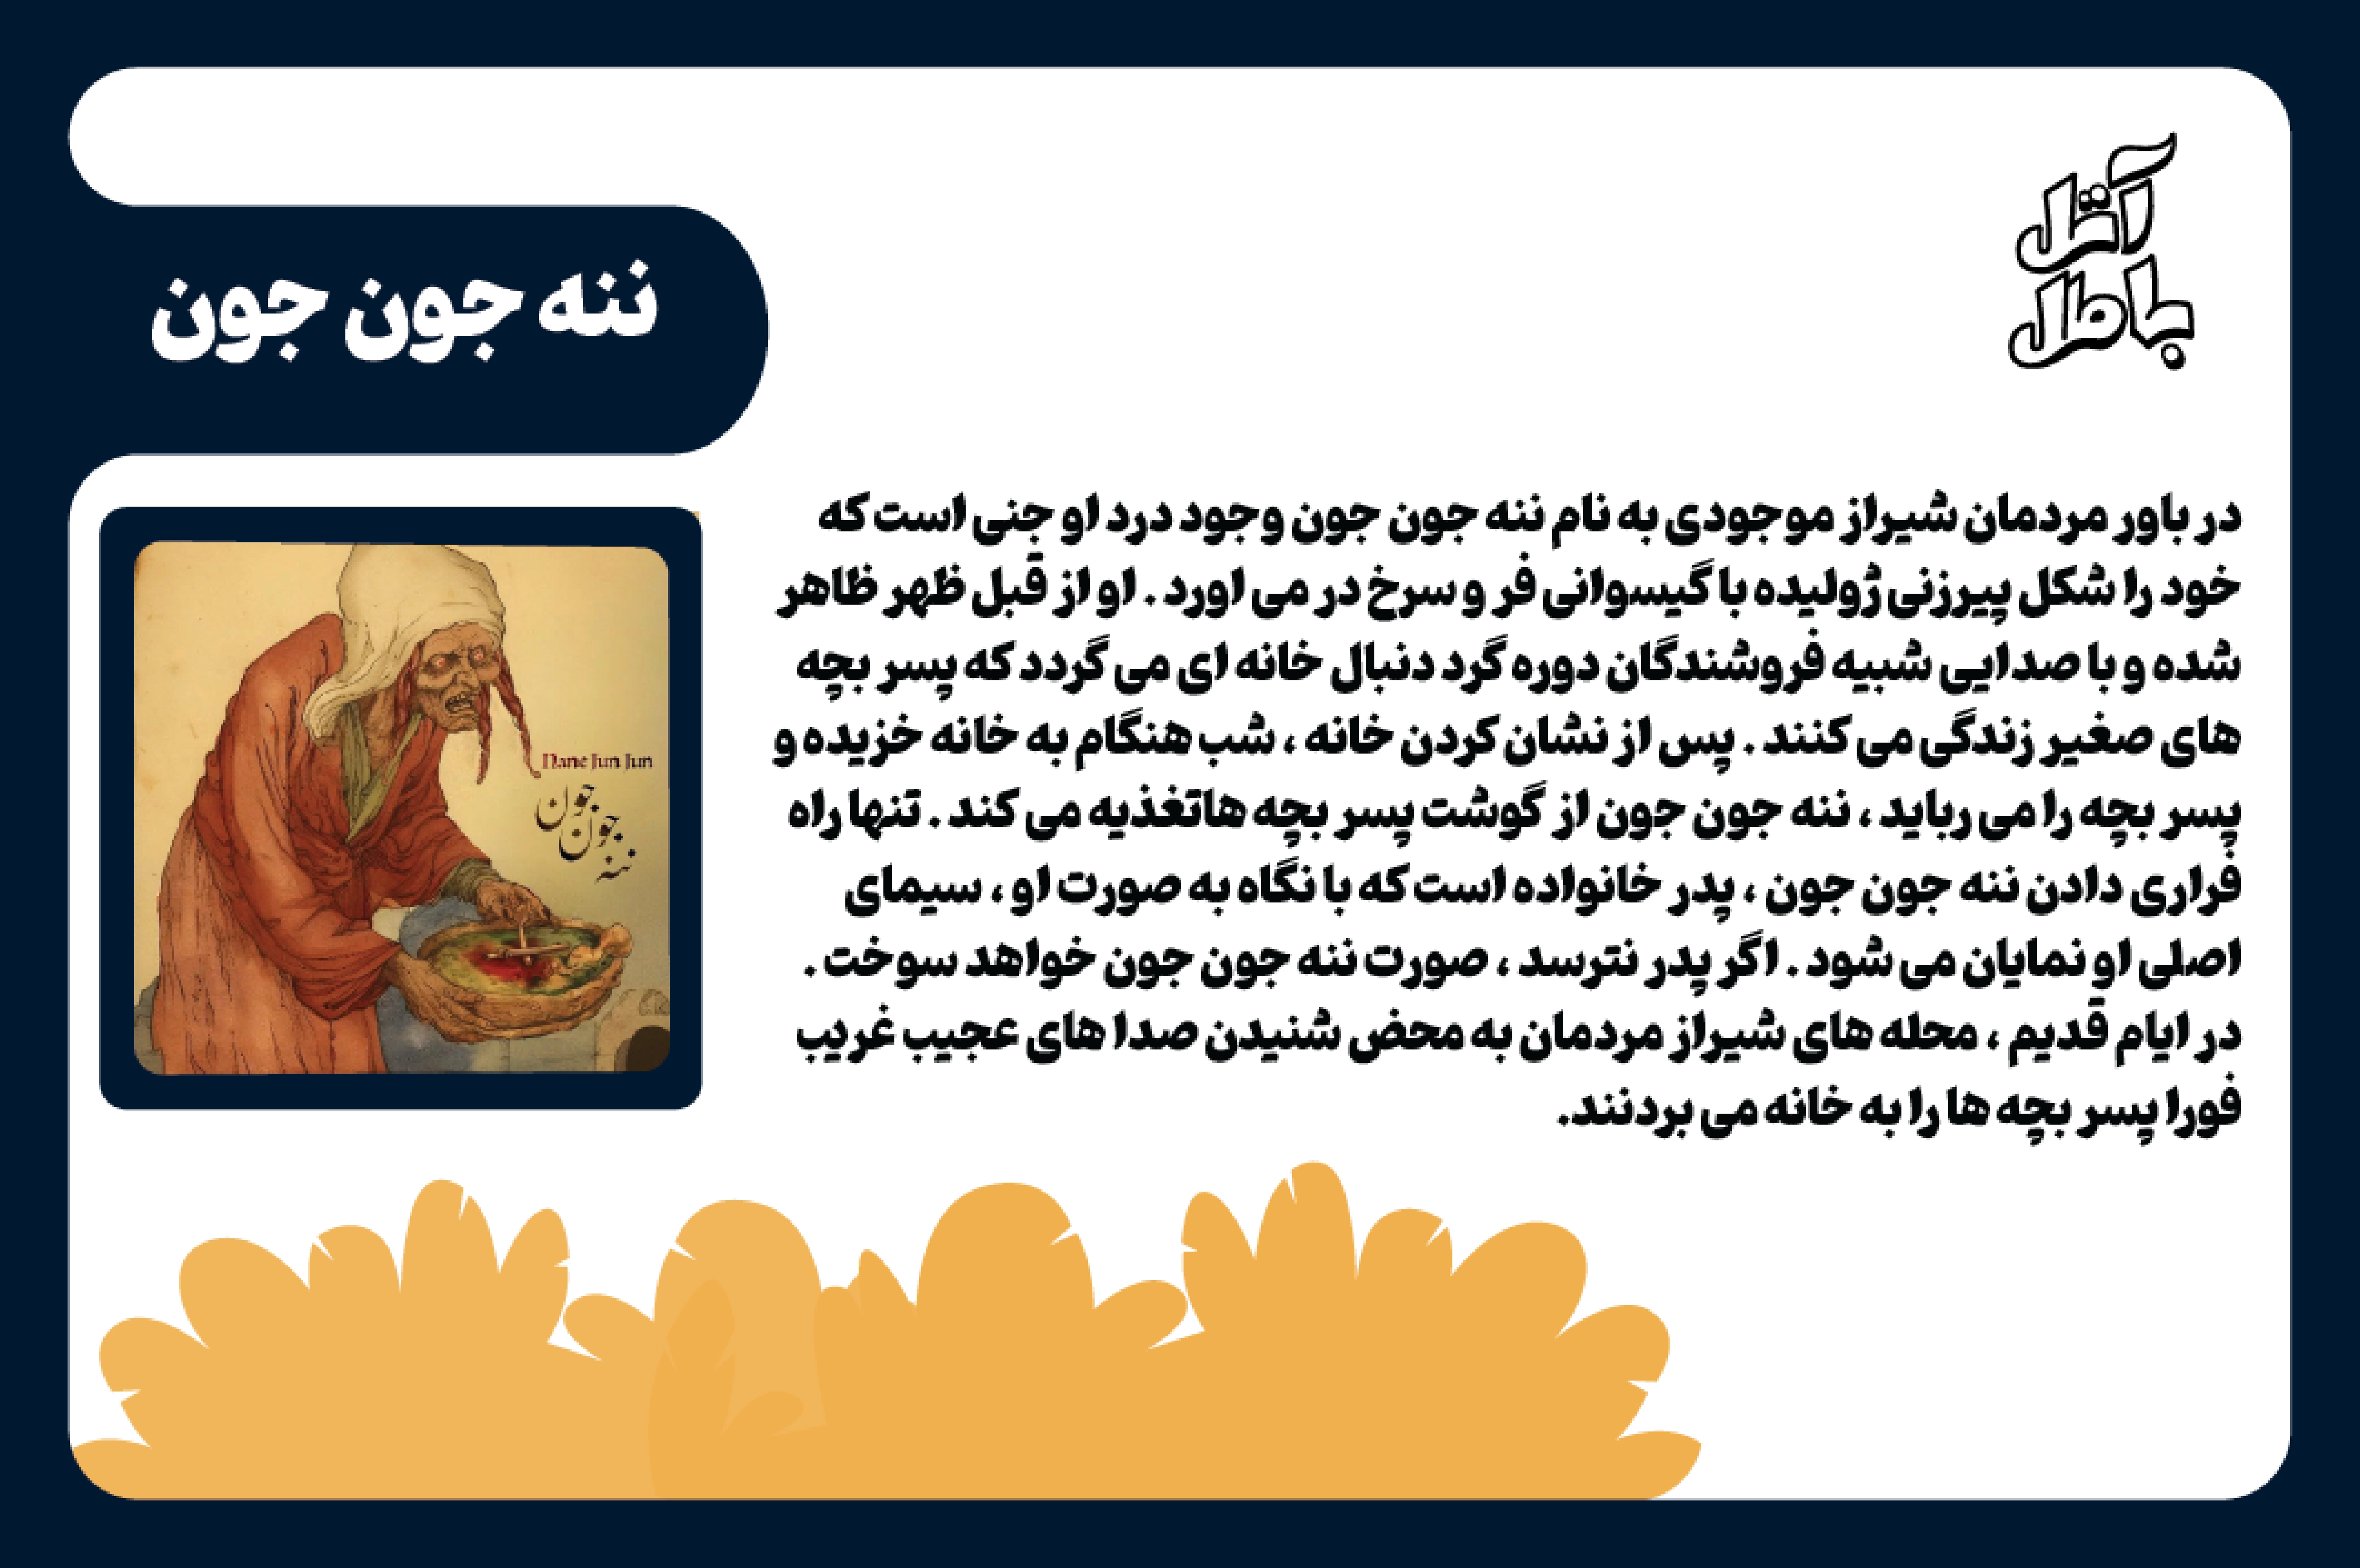 آتل
باطل
ننه جون جون
در باور مردمان شیراز موجودی به نام ننه جون جون وجود درد او جنی است که
خود را شکل پیرزنی ژولیده با گیسوانی فر و سرخ در می اورد . او از قبل ظهر ظاهر
شده و با صدایی شبیه فروشندگان دوره گرد دنبال خانه ای می گردد که پسر بچه
های صغیر زندگی می کنند . پس از نشان کردن خانه ، شب هنگام به خانه خزیده و
پسر بچه را می رباید ، ننه جون جون از گوشت پسر بچه هاتغذیه می کند . تنها راه
فراری دادن ننه جون جون ، پدر خانواده است که با نگاه به صورت او ، سیمای
اصلی او نمایان می شود . اگر پدر نترسد ، صورت ننه جون جون خواهد سوخت .
در ایام قدیم ، محله های شیراز مردمان به محض شنیدن صدا های عجیب غریب
فورا پسر بچه ها را به خانه می بردنند.
Nane Jun Jun
جون
جون
ننه